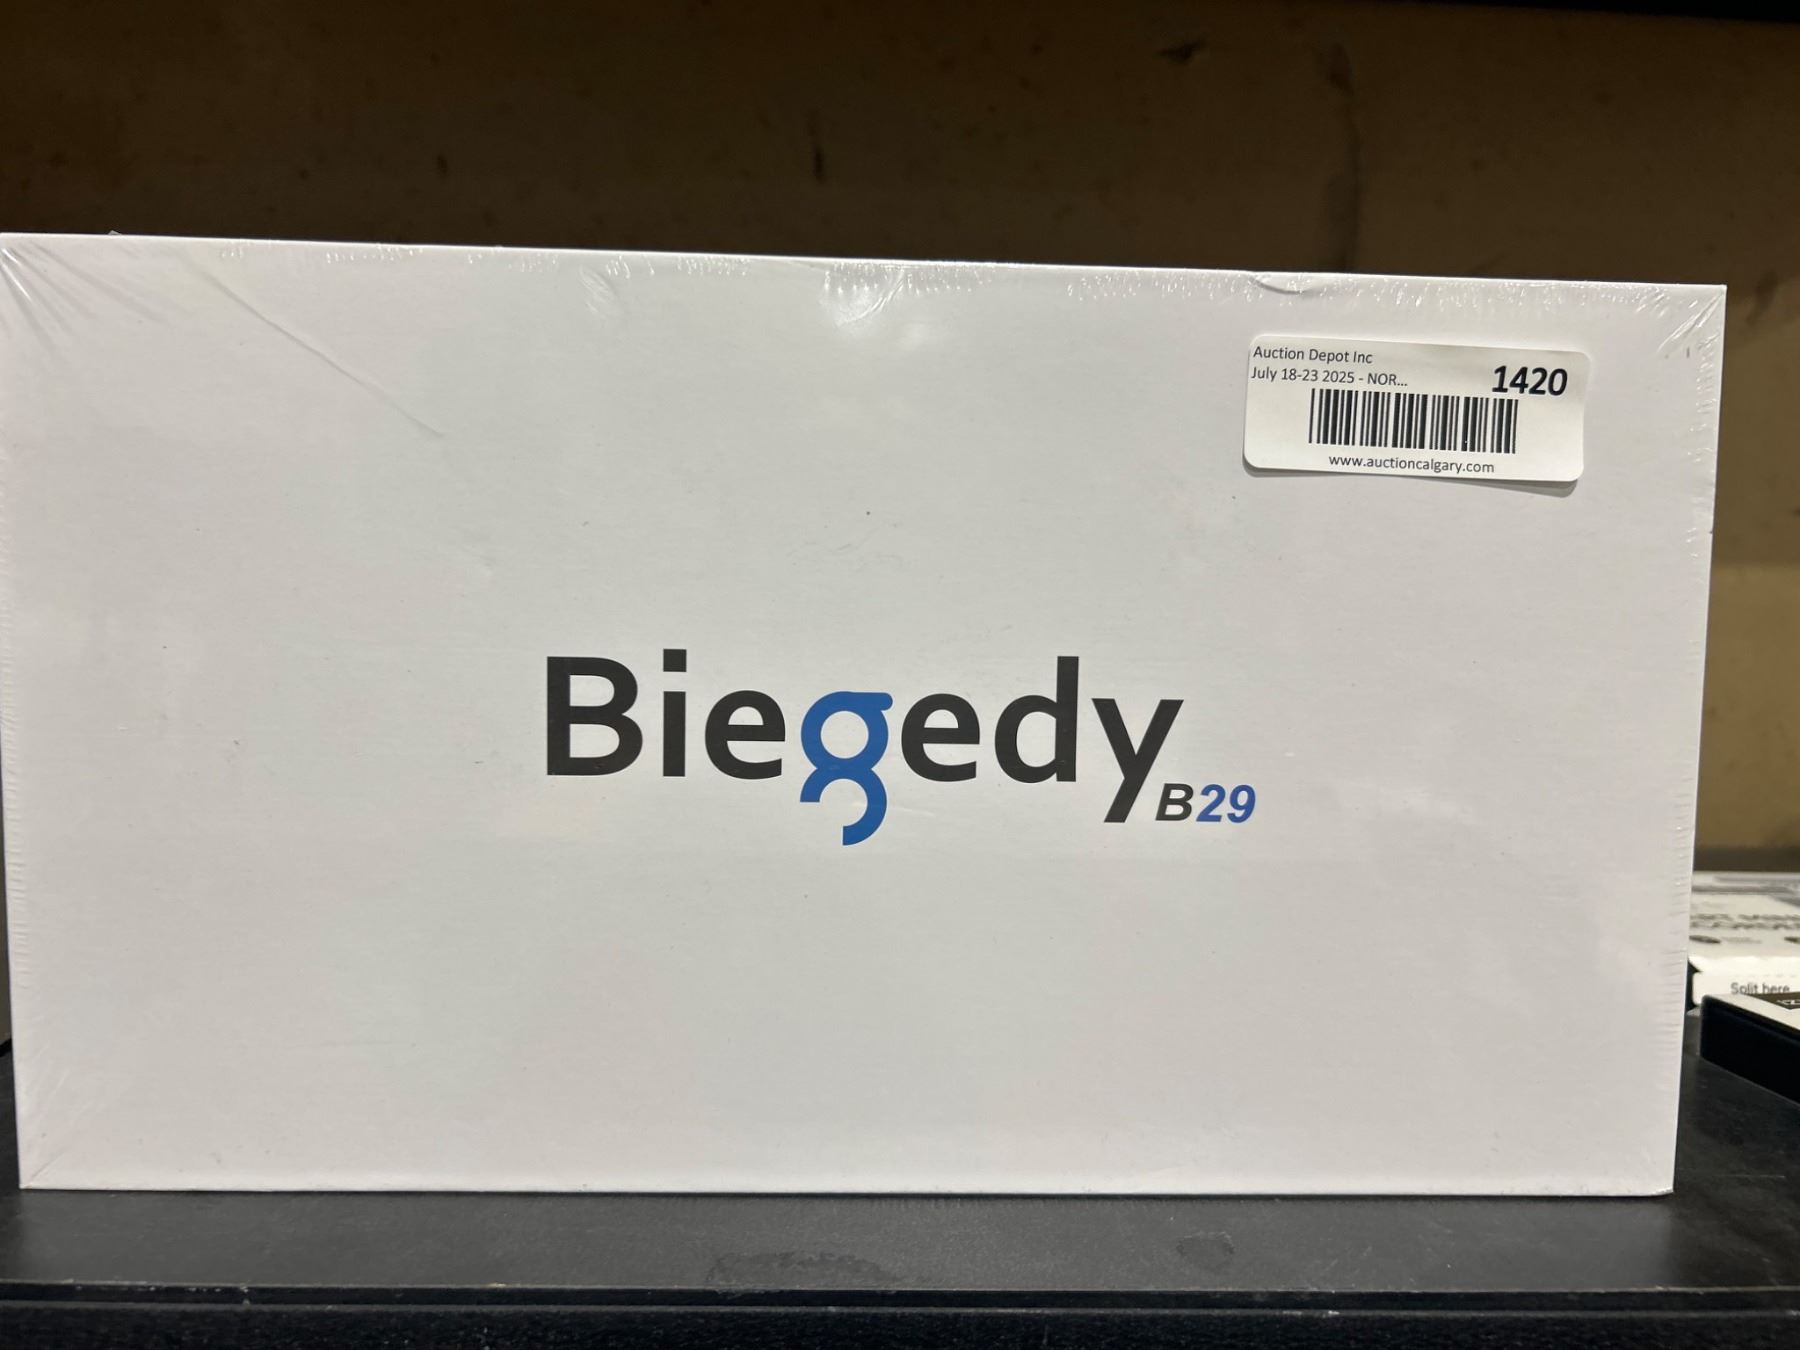 Auction Depot Inc
July 18-23 2025 - NOR...
1420
www.auctioncalgary.com
Biegedy
B29
Split here